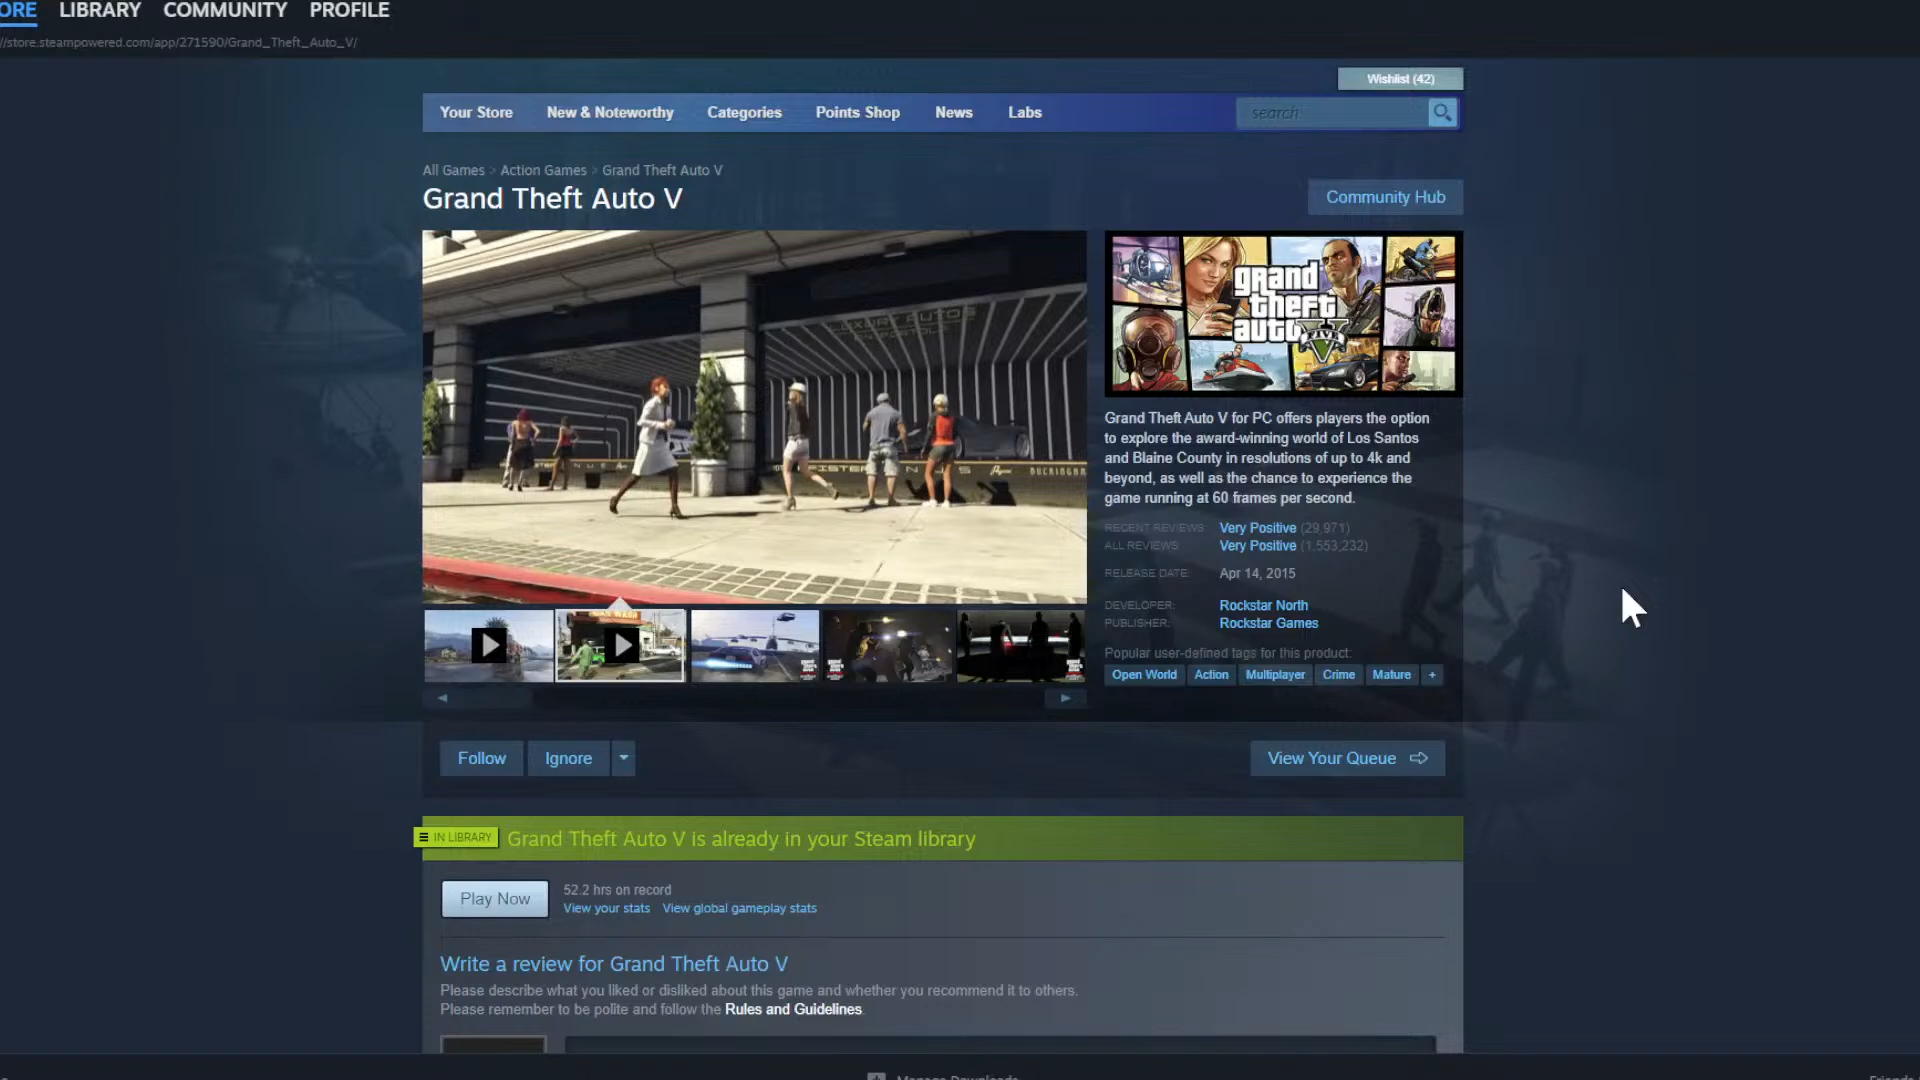 ORE LIBRARY COMMUNITY PROFILE
//store.steampowered.com/app/271590/Grand_Theft_Auto_V/
Wishlist (42)
Your Store New & Noteworthy Categories Points Shop News Labs search
All Games > Action Games > Grand Theft Auto V
Grand Theft Auto V
Community Hub
LUXURY AUTOS
grand
theft
auto
FIVE
Grand Theft Auto V for PC offers players the option
to explore the award-winning world of Los Santos
and Blaine County in resolutions of up to 4k and
beyond, as well as the chance to experience the
game running at 60 frames per second.
RECENT REVIEWS: Very Positive (29,971)
ALL REVIEWS: Very Positive (1,553,232)
RELEASE DATE: Apr 14, 2015
DEVELOPER: Rockstar North
PUBLISHER: Rockstar Games
Popular user-defined tags for this product:
Open World Action Multiplayer Crime Mature +
Follow Ignore
View Your Queue
IN LIBRARY Grand Theft Auto V is already in your Steam library
Play Now
52.2 hrs on record
View your stats View global gameplay stats
Write a review for Grand Theft Auto V
Please describe what you liked or disliked about this game and whether you recommend it to others.
Please remember to be polite and follow the Rules and Guidelines.